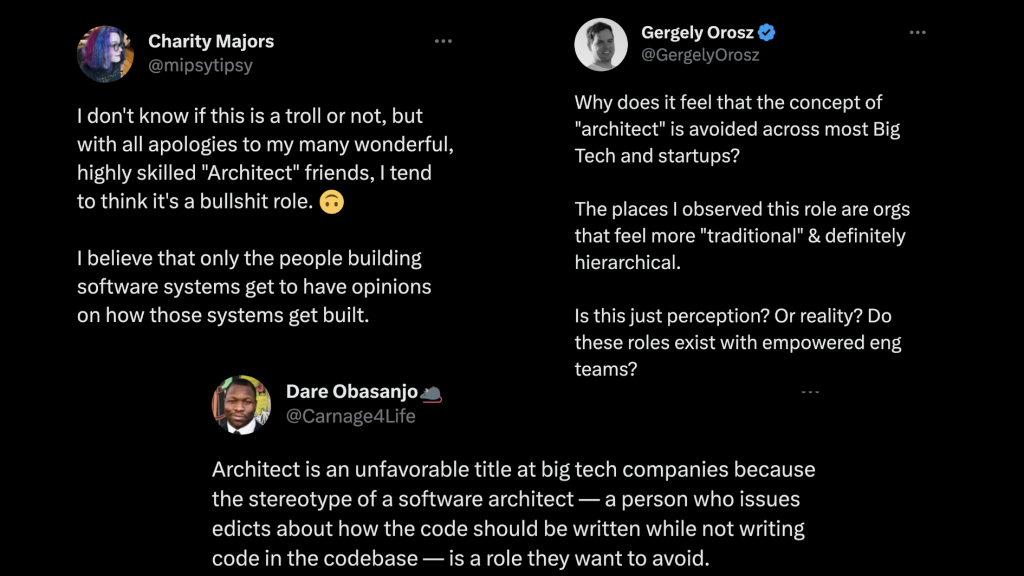 Charity Majors
@mipsytipsy
I don't know if this is a troll or not, but
with all apologies to my many wonderful,
highly skilled "Architect" friends, I tend
to think it's a bullshit role. 🙃
I believe that only the people building
software systems get to have opinions
on how those systems get built.
Gergely Orosz
@GergelyOrosz
Why does it feel that the concept of
"architect" is avoided across most Big
Tech and startups?
The places I observed this role are orgs
that feel more "traditional" & definitely
hierarchical.
Is this just perception? Or reality? Do
these roles exist with empowered eng
teams?
Dare Obasanjo
@Carnage4Life
Architect is an unfavorable title at big tech companies because
the stereotype of a software architect — a person who issues
edicts about how the code should be written while not writing
code in the codebase — is a role they want to avoid.